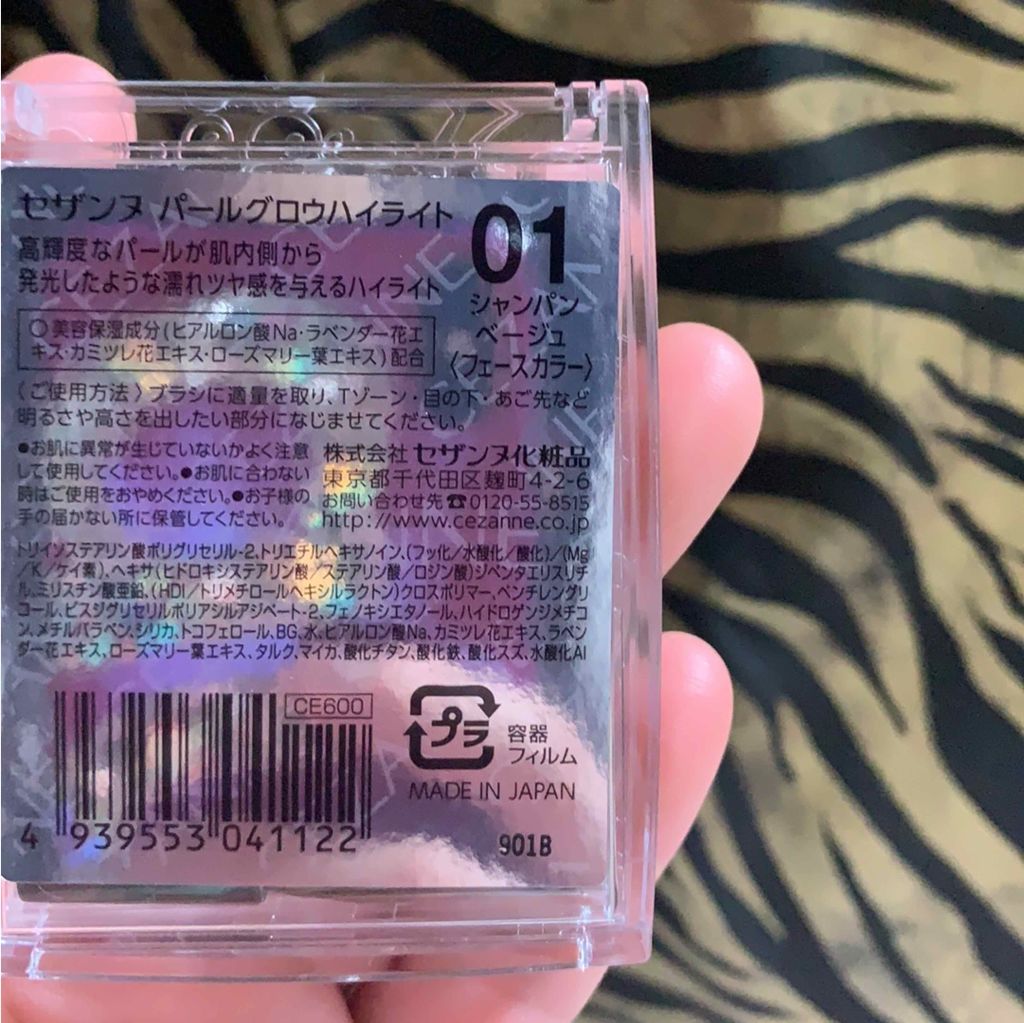 セザンヌ パールグロウハイライト
01
シャンパン
ベージュ
〈フェースカラー〉
高輝度なパールが肌内側から
発光したような濡れツヤ感を与えるハイライト
○美容保湿成分(ヒアルロン酸Na・ラベンダー花エ
キス・カミツレ花エキス・ローズマリー葉エキス)配合
〈ご使用方法〉ブラシに適量を取り、Tゾーン・目の下・あご先など
明るさや高さを出したい部分になじませてください。
●お肌に異常が生じていないかよく注意
して使用してください。●お肌に合わない
時はご使用をおやめください。●お子様の
手の届かない所に保管してください。
株式会社 セザンヌ化粧品
東京都千代田区麹町4-2-6
お問い合わせ先☎0120-55-8515
http://www.cezanne.co.jp
トリイソステアリン酸ポリグリセリル-2、トリエチルヘキサノイン、(フッ化/水酸化/酸化)/(Mg
/K/ケイ素)、ヘキサ(ヒドロキシステアリン酸/ステアリン酸/ロジン酸)ジペンタエリスリチ
ル、ミリスチン酸亜鉛、(HDI/トリメチロールヘキシルラクトン)クロスポリマー、ペンチレングリ
コール、ビスジグリセリルポリアシルアジペート-2、フェノキシエタノール、ハイドロゲンジメチコ
ン、メチルパラベン、シリカ、トコフェロール、BG、水、ヒアルロン酸Na、カミツレ花エキス、ラベン
ダー花エキス、ローズマリー葉エキス、タルク、マイカ、酸化チタン、酸化鉄、酸化スズ、水酸化Al
CE600
プラ
容器
フィルム
MADE IN JAPAN
4 939553 041122
901B